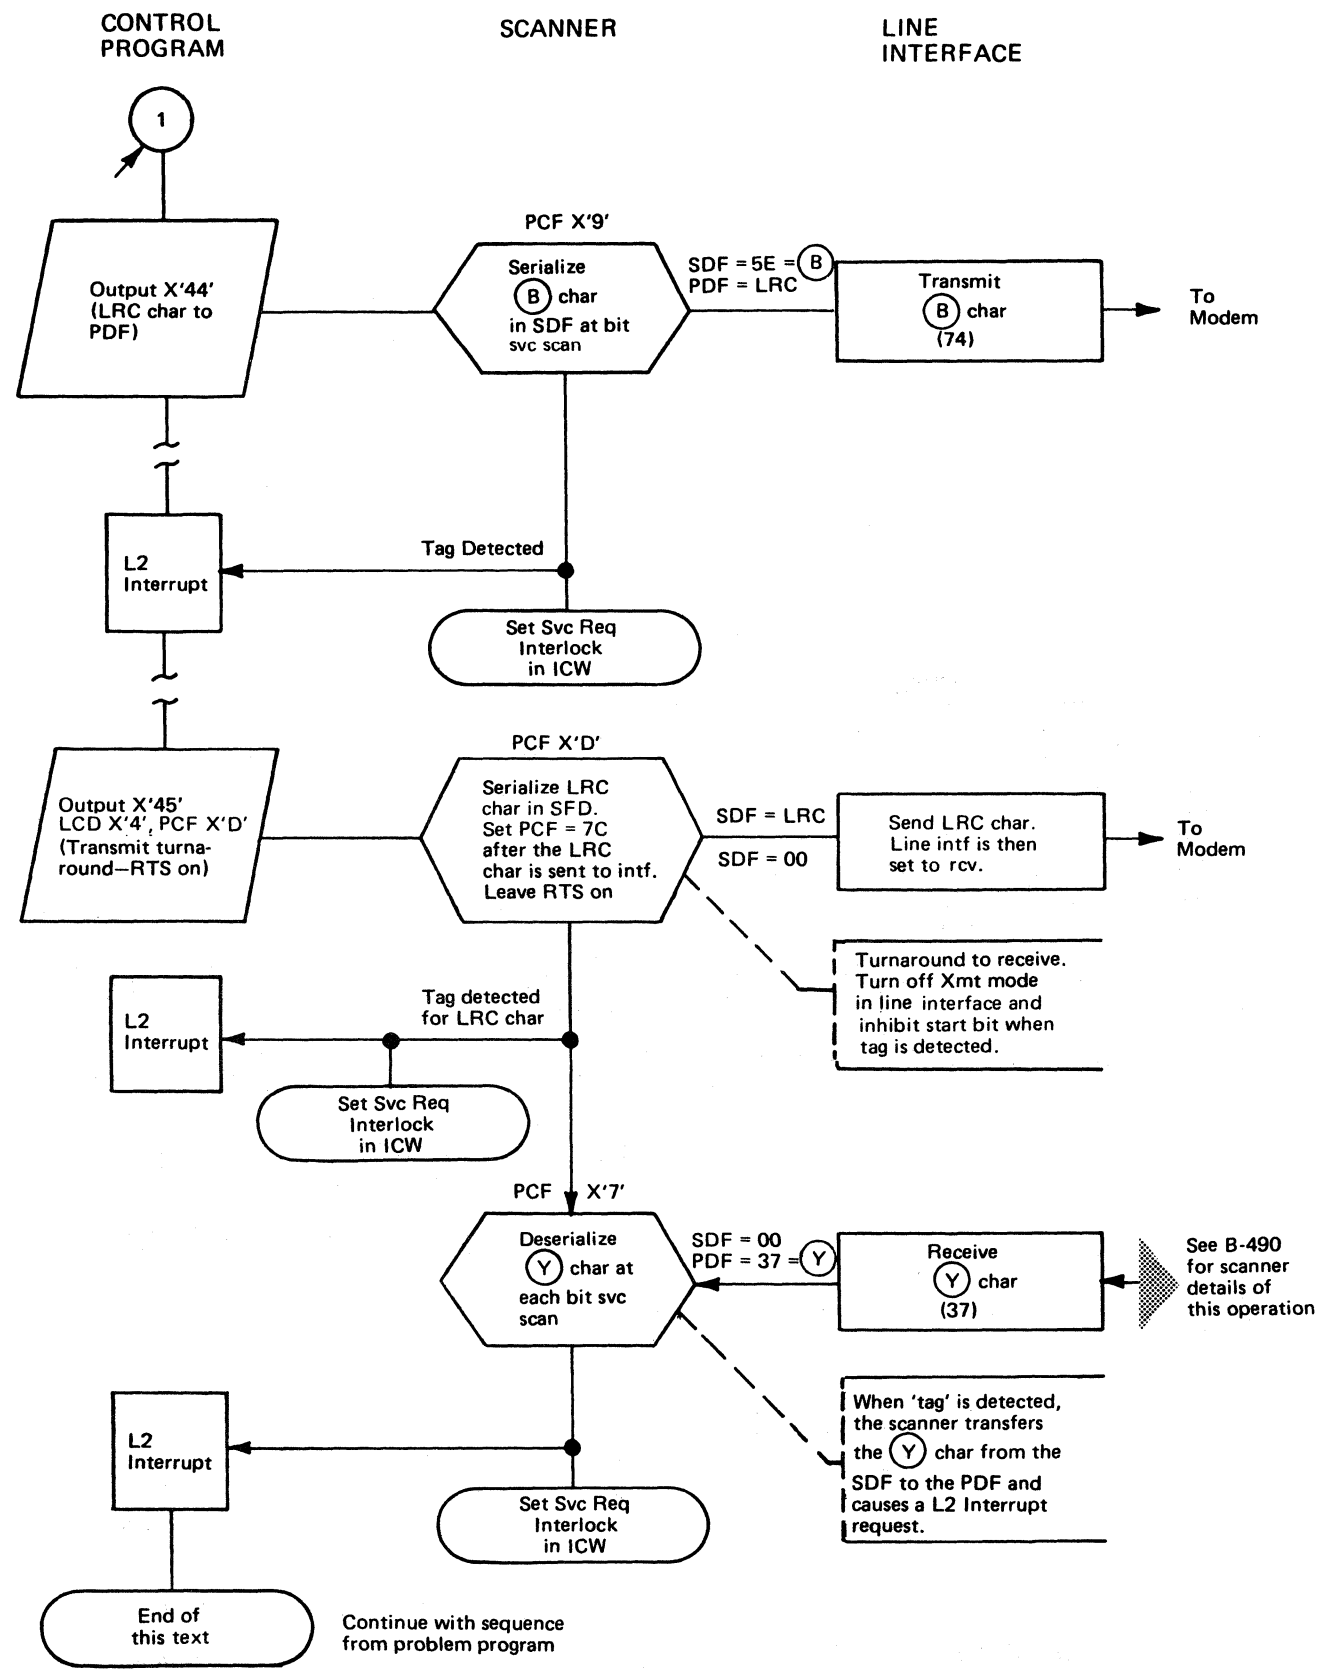 CONTROL
PROGRAM
SCANNER
LINE
INTERFACE
1
Output X'44'
(LRC char to
PDF)
PCF X'9'
Serialize
B char
in SDF at bit
svc scan
SDF = 5E = B
PDF = LRC
Transmit
B char
(74)
To
Modem
L2
Interrupt
Tag Detected
Set Svc Req
Interlock
in ICW
Output X'45'
LCD X'4', PCF X'D'
(Transmit turna-
round—RTS on)
PCF X'D'
Serialize LRC
char in SFD.
Set PCF = 7C
after the LRC
char is sent to intf.
Leave RTS on
SDF = LRC
SDF = 00
Send LRC char.
Line intf is then
set to rcv.
To
Modem
Turnaround to receive.
Turn off Xmt mode
in line interface and
inhibit start bit when
tag is detected.
L2
Interrupt
Tag detected
for LRC char
Set Svc Req
Interlock
in ICW
PCF X'7'
Deserialize
Y char at
each bit svc
scan
SDF = 00
PDF = 37 = Y
Receive
Y char
(37)
See B-490
for scanner
details of
this operation
When 'tag' is detected,
the scanner transfers
the Y char from the
SDF to the PDF and
causes a L2 Interrupt
request.
L2
Interrupt
Set Svc Req
Interlock
in ICW
End of
this text
Continue with sequence
from problem program